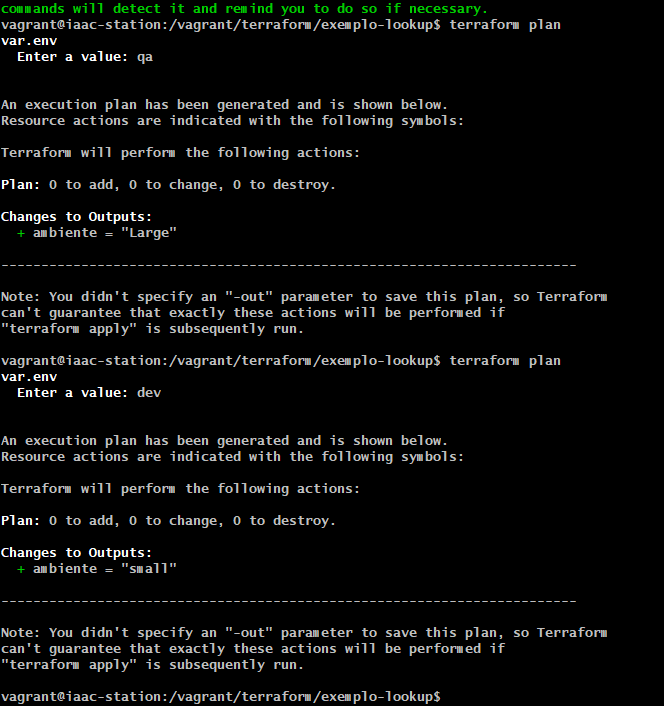 commands will detect it and remind you to do so if necessary.
vagrant@iaac-station:/vagrant/terraform/exemplo-lookup$ terraform plan
var.env
  Enter a value: qa
An execution plan has been generated and is shown below.
Resource actions are indicated with the following symbols:
Terraform will perform the following actions:
Plan: 0 to add, 0 to change, 0 to destroy.
Changes to Outputs:
  + ambiente = "Large"
------------------------------------------------------------------------
Note: You didn't specify an "-out" parameter to save this plan, so Terraform
can't guarantee that exactly these actions will be performed if
"terraform apply" is subsequently run.
vagrant@iaac-station:/vagrant/terraform/exemplo-lookup$ terraform plan
var.env
  Enter a value: dev
An execution plan has been generated and is shown below.
Resource actions are indicated with the following symbols:
Terraform will perform the following actions:
Plan: 0 to add, 0 to change, 0 to destroy.
Changes to Outputs:
  + ambiente = "small"
------------------------------------------------------------------------
Note: You didn't specify an "-out" parameter to save this plan, so Terraform
can't guarantee that exactly these actions will be performed if
"terraform apply" is subsequently run.
vagrant@iaac-station:/vagrant/terraform/exemplo-lookup$